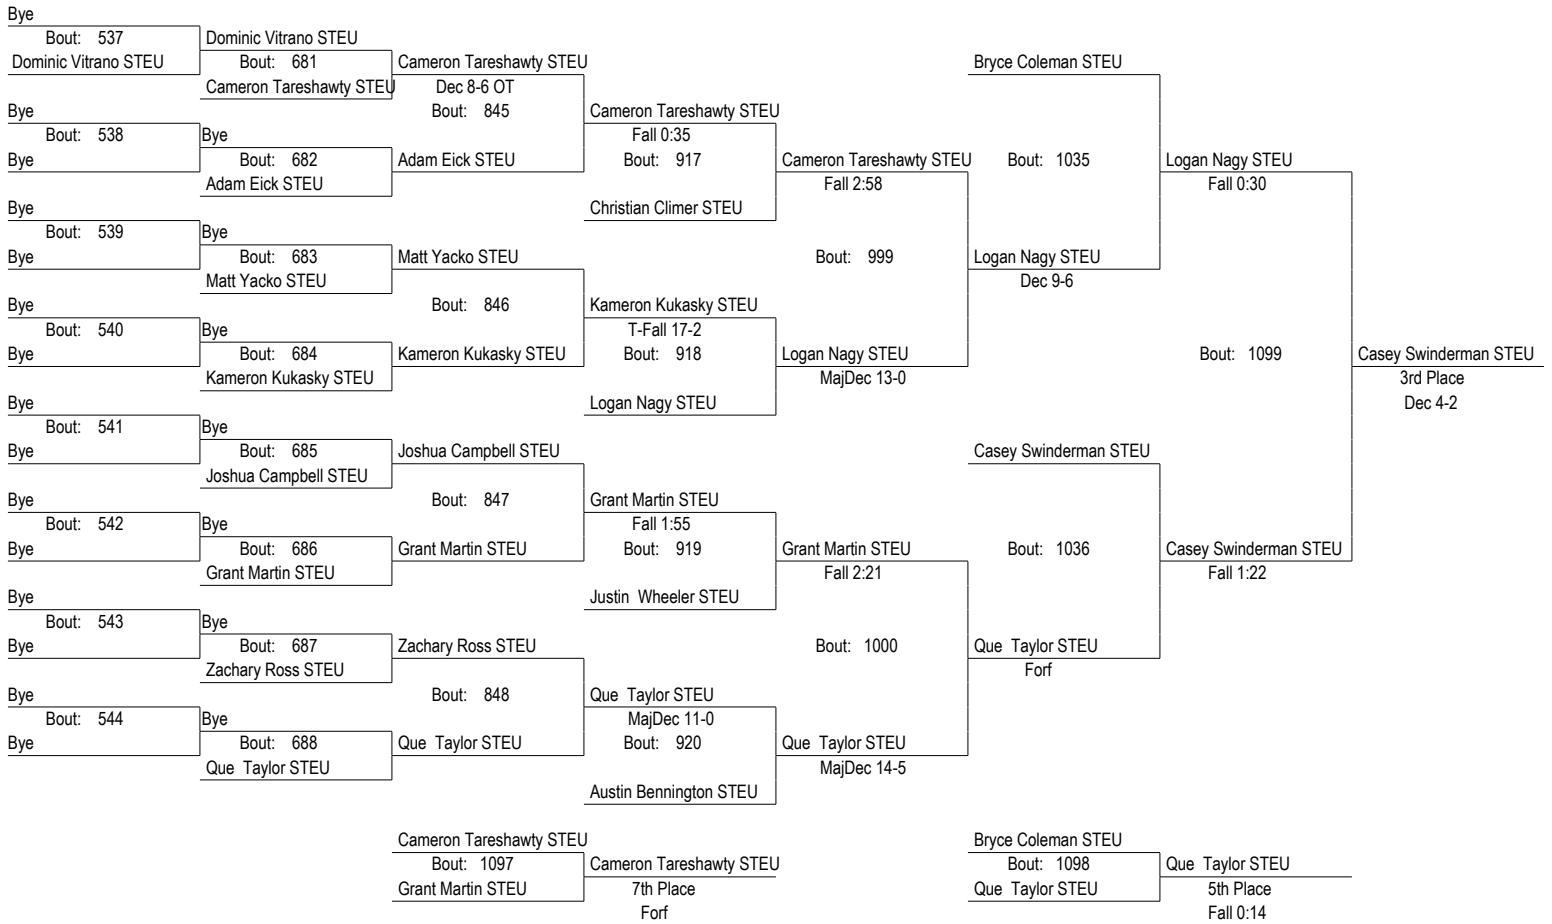 Bye
Bout: 537
Dominic Vitrano STEU
Dominic Vitrano STEU
Bout: 681
Cameron Tareshawty STEU
Cameron Tareshawty STEU
Dec 8-6 OT
Bout: 845
Bye
Bout: 538
Bye
Bye
Bout: 682
Adam Eick STEU
Adam Eick STEU
Cameron Tareshawty STEU
Fall 0:35
Bout: 917
Christian Climer STEU
Cameron Tareshawty STEU
Fall 2:58
Bye
Bout: 539
Bye
Bye
Bout: 683
Matt Yacko STEU
Matt Yacko STEU
Bout: 846
Bye
Bout: 540
Bye
Bye
Bout: 684
Kameron Kukasky STEU
Kameron Kukasky STEU
Kameron Kukasky STEU
T-Fall 17-2
Bout: 918
Logan Nagy STEU
Logan Nagy STEU
MajDec 13-0
Bout: 999
Logan Nagy STEU
Dec 9-6
Bryce Coleman STEU
Bout: 1035
Logan Nagy STEU
Fall 0:30
Bye
Bout: 541
Bye
Bye
Bout: 685
Joshua Campbell STEU
Joshua Campbell STEU
Bout: 847
Bye
Bout: 542
Bye
Bye
Bout: 686
Grant Martin STEU
Grant Martin STEU
Grant Martin STEU
Fall 1:55
Bout: 919
Justin Wheeler STEU
Grant Martin STEU
Fall 2:21
Bye
Bout: 543
Bye
Bye
Bout: 687
Zachary Ross STEU
Zachary Ross STEU
Bout: 848
Bye
Bout: 544
Bye
Bye
Bout: 688
Que Taylor STEU
Que Taylor STEU
Que Taylor STEU
MajDec 11-0
Bout: 920
Austin Bennington STEU
Que Taylor STEU
MajDec 14-5
Bout: 1000
Que Taylor STEU
Forf
Casey Swinderman STEU
Bout: 1036
Casey Swinderman STEU
Fall 1:22
Bout: 1099
Casey Swinderman STEU
3rd Place
Dec 4-2
Cameron Tareshawty STEU
Bout: 1097
Grant Martin STEU
Cameron Tareshawty STEU
7th Place
Forf
Bryce Coleman STEU
Bout: 1098
Que Taylor STEU
Que Taylor STEU
5th Place
Fall 0:14